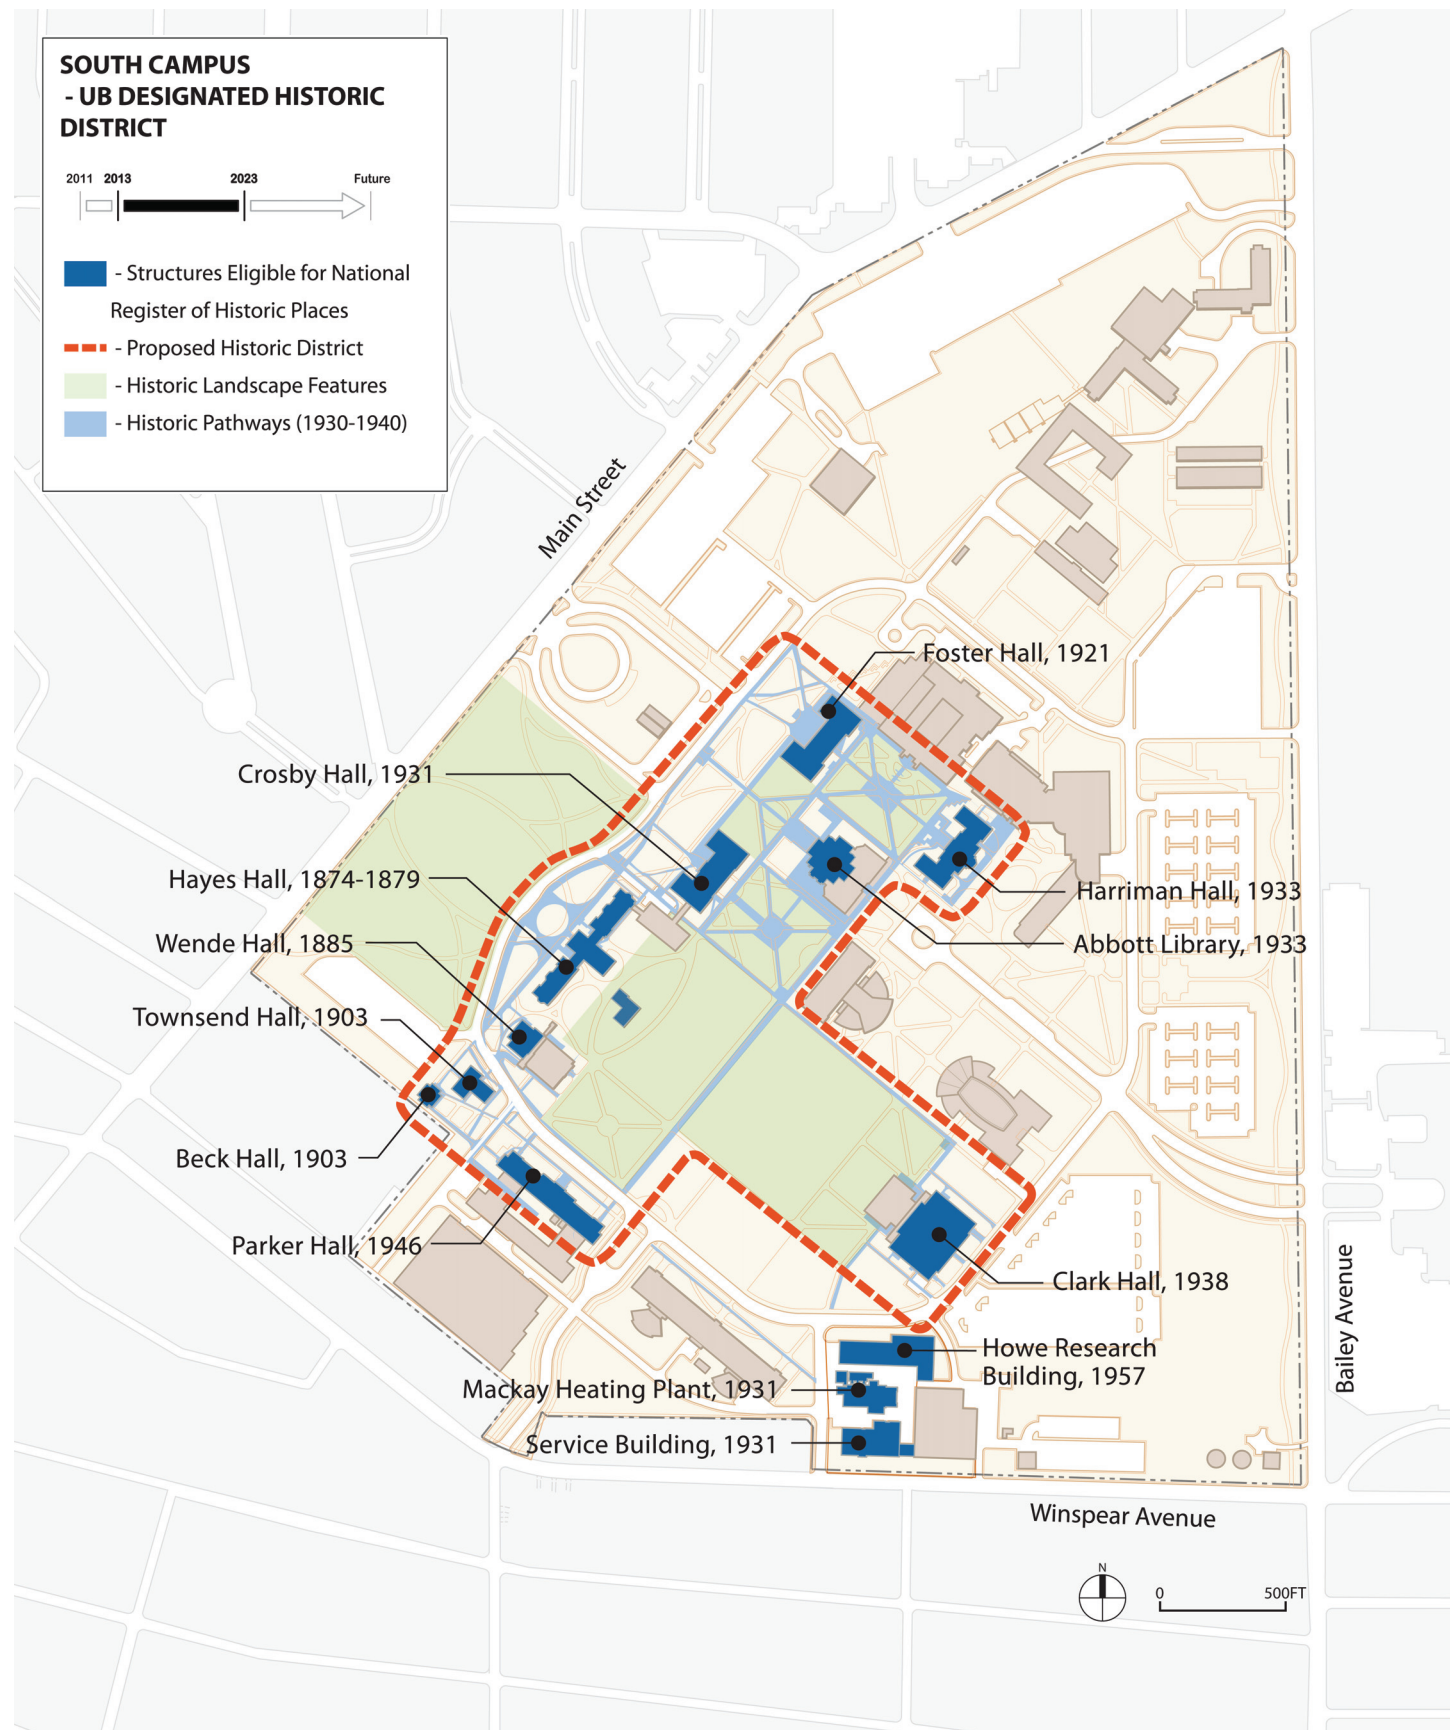 SOUTH CAMPUS
- UB DESIGNATED HISTORIC
DISTRICT
2011 2013 2023 Future
- Structures Eligible for National
Register of Historic Places
- Proposed Historic District
- Historic Landscape Features
- Historic Pathways (1930-1940)
Main Street
Foster Hall, 1921
Crosby Hall, 1931
Hayes Hall, 1874-1879
Harriman Hall, 1933
Wende Hall, 1885
Abbott Library, 1933
Townsend Hall, 1903
Beck Hall, 1903
Parker Hall, 1946
Clark Hall, 1938
Bailey Avenue
Howe Research
Building, 1957
Mackay Heating Plant, 1931
Service Building, 1931
Winspear Avenue
N
0 500FT